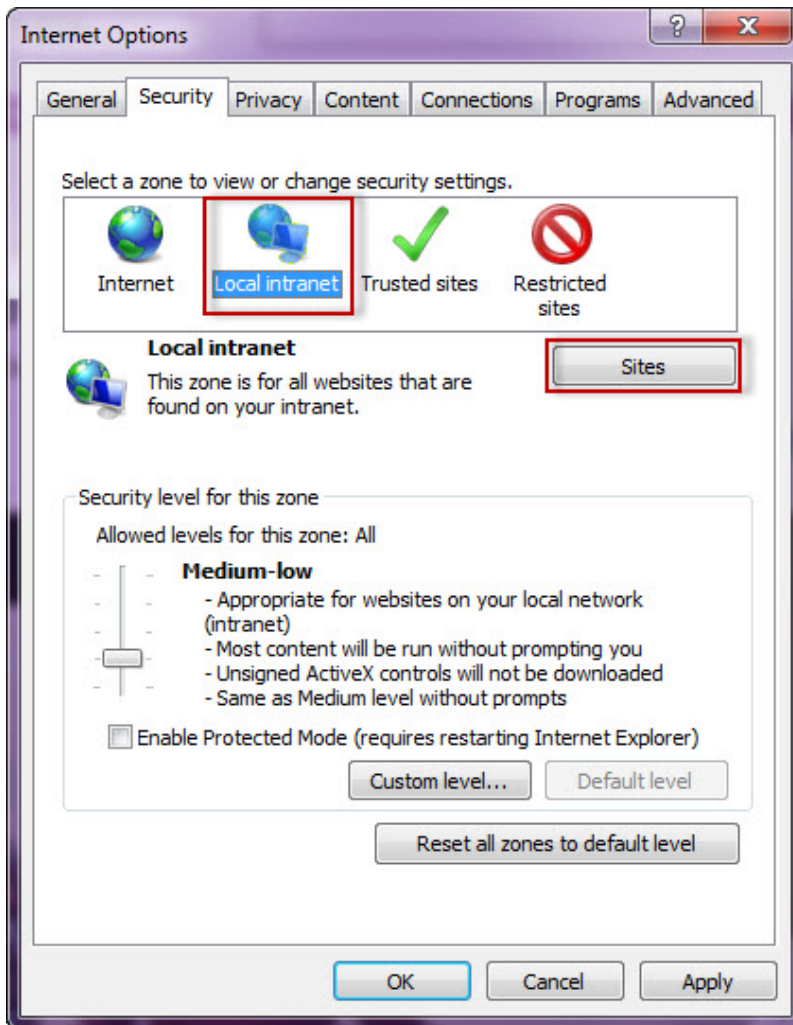 Internet Options
General Security Privacy Content Connections Programs Advanced
Select a zone to view or change security settings.
Internet Local intranet Trusted sites Restricted
sites
Local intranet
Sites
This zone is for all websites that are
found on your intranet.
Security level for this zone
Allowed levels for this zone: All
Medium-low
- Appropriate for websites on your local network
(intranet)
- Most content will be run without prompting you
- Unsigned ActiveX controls will not be downloaded
- Same as Medium level without prompts
Enable Protected Mode (requires restarting Internet Explorer)
Custom level... Default level
Reset all zones to default level
OK Cancel Apply